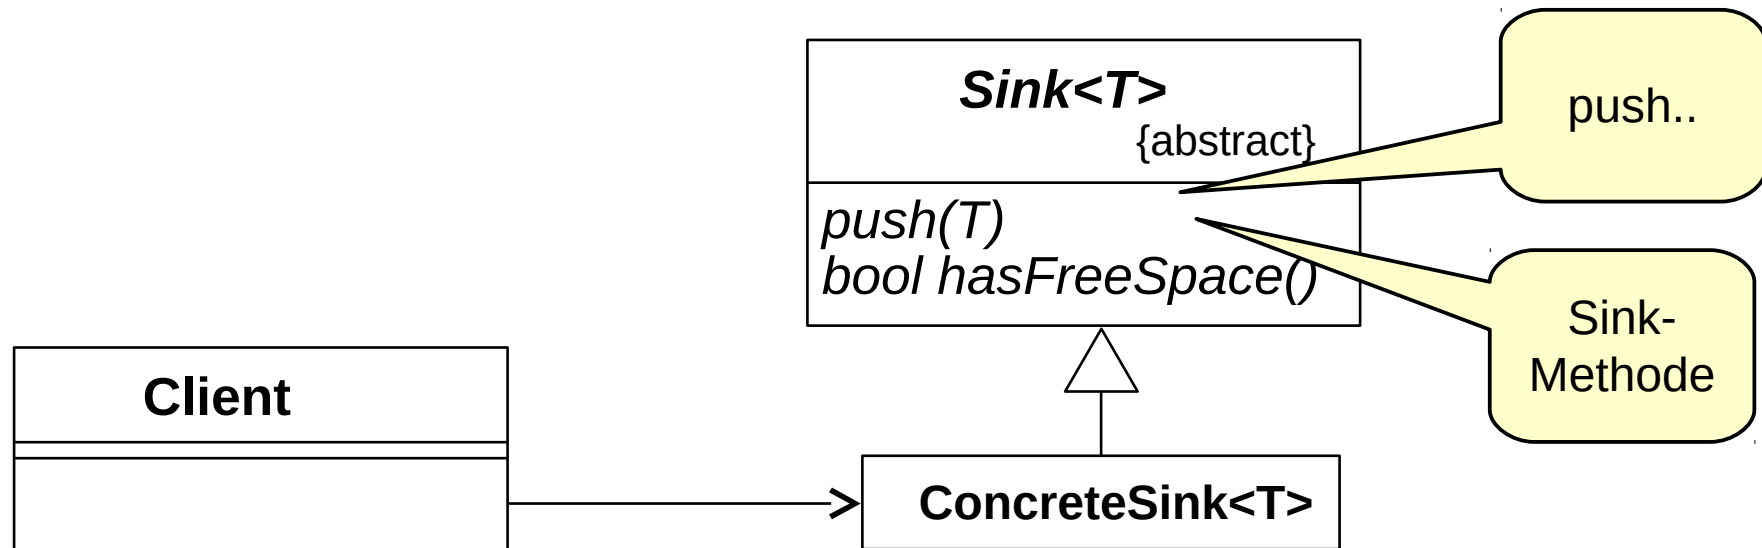 Sink<T>
{abstract}
push(T)
bool hasFreeSpace()
push..
Sink-
Methode
Client
ConcreteSink<T>